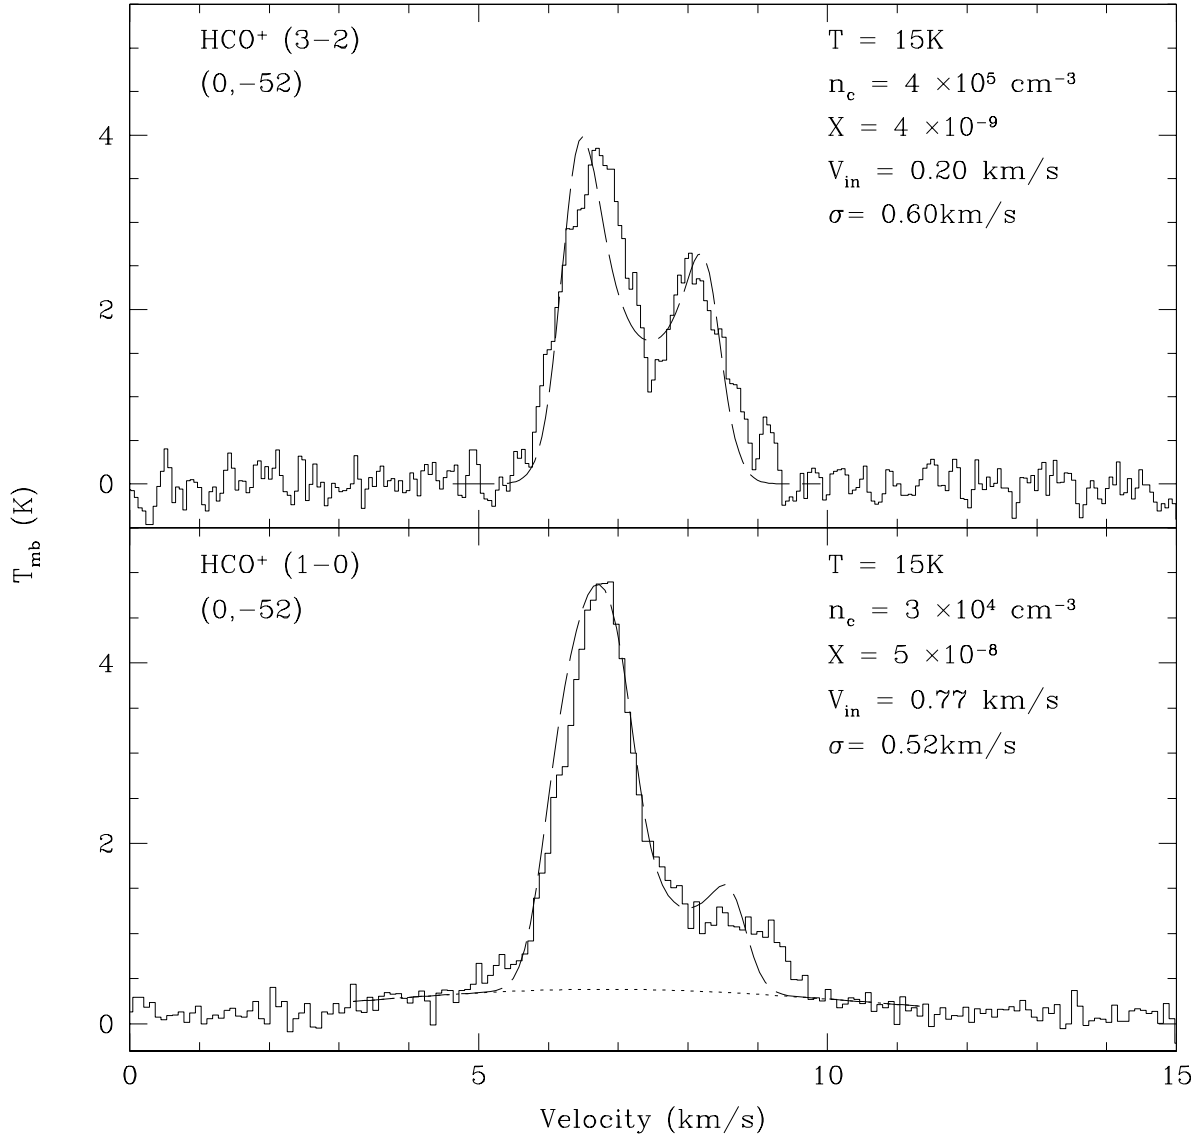 HCO⁺ (3−2)
(0,−52)
T = 15K
n_c = 4 ×10⁵ cm⁻³
X = 4 ×10⁻⁹
V_in = 0.20 km/s
σ= 0.60km/s
4
2
0
T_mb (K)
HCO⁺ (1−0)
(0,−52)
T = 15K
n_c = 3 ×10⁴ cm⁻³
X = 5 ×10⁻⁸
V_in = 0.77 km/s
σ= 0.52km/s
4
2
0
0 5 10 15
Velocity (km/s)